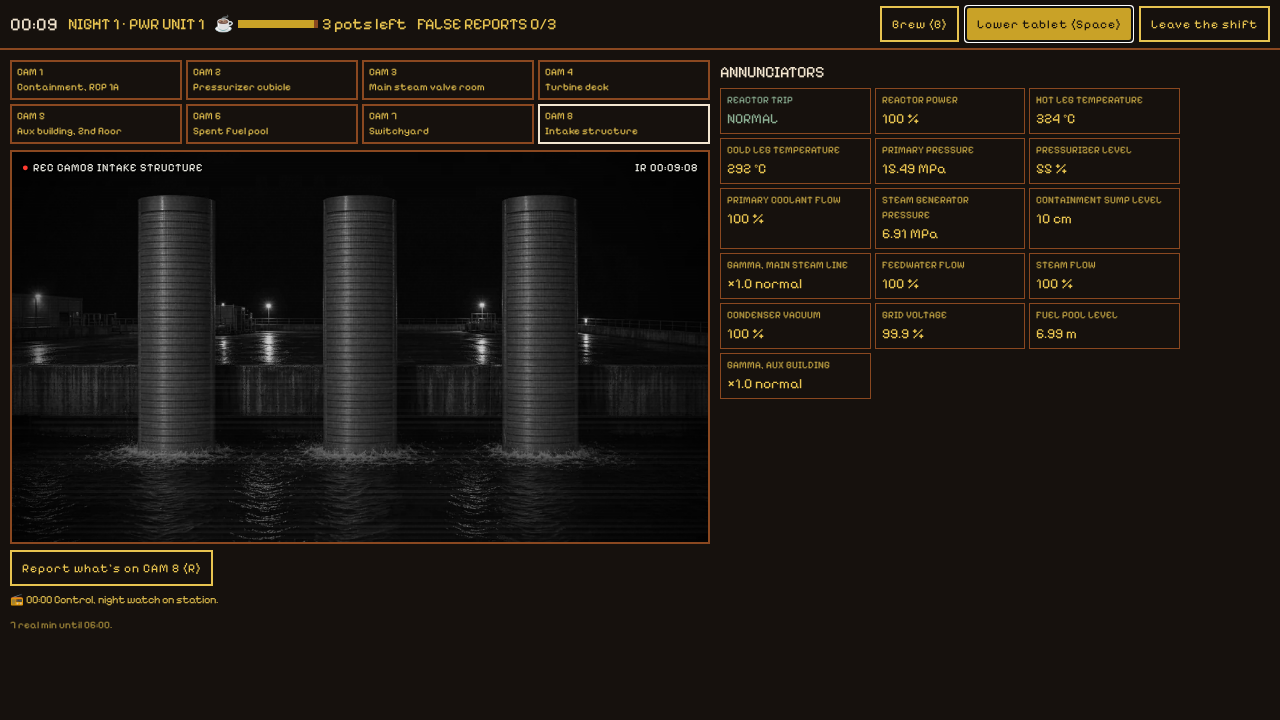 00:09 NIGHT 1 · PWR UNIT 1 ☕ 3 pots left FALSE REPORTS 0/3 Brew (B) Lower tablet (Space) Leave the shift
CAM 1
Containment, RCP 1A
CAM 2
Pressurizer cubicle
CAM 3
Main steam valve room
CAM 4
Turbine deck
CAM 5
Aux building, 2nd floor
CAM 6
Spent fuel pool
CAM 7
Switchyard
CAM 8
Intake structure
● REC CAM08 INTAKE STRUCTURE IR 00:09:08
Report what's on CAM 8 (R)
📻 00:00 Control, night watch on station.
7 real min until 06:00.
ANNUNCIATORS
REACTOR TRIP
NORMAL
REACTOR POWER
100 %
HOT LEG TEMPERATURE
324 °C
COLD LEG TEMPERATURE
292 °C
PRIMARY PRESSURE
15.49 MPa
PRESSURIZER LEVEL
55 %
PRIMARY COOLANT FLOW
100 %
STEAM GENERATOR
PRESSURE
6.91 MPa
CONTAINMENT SUMP LEVEL
10 cm
GAMMA, MAIN STEAM LINE
×1.0 normal
FEEDWATER FLOW
100 %
STEAM FLOW
100 %
CONDENSER VACUUM
100 %
GRID VOLTAGE
99.9 %
FUEL POOL LEVEL
6.99 m
GAMMA, AUX BUILDING
×1.0 normal